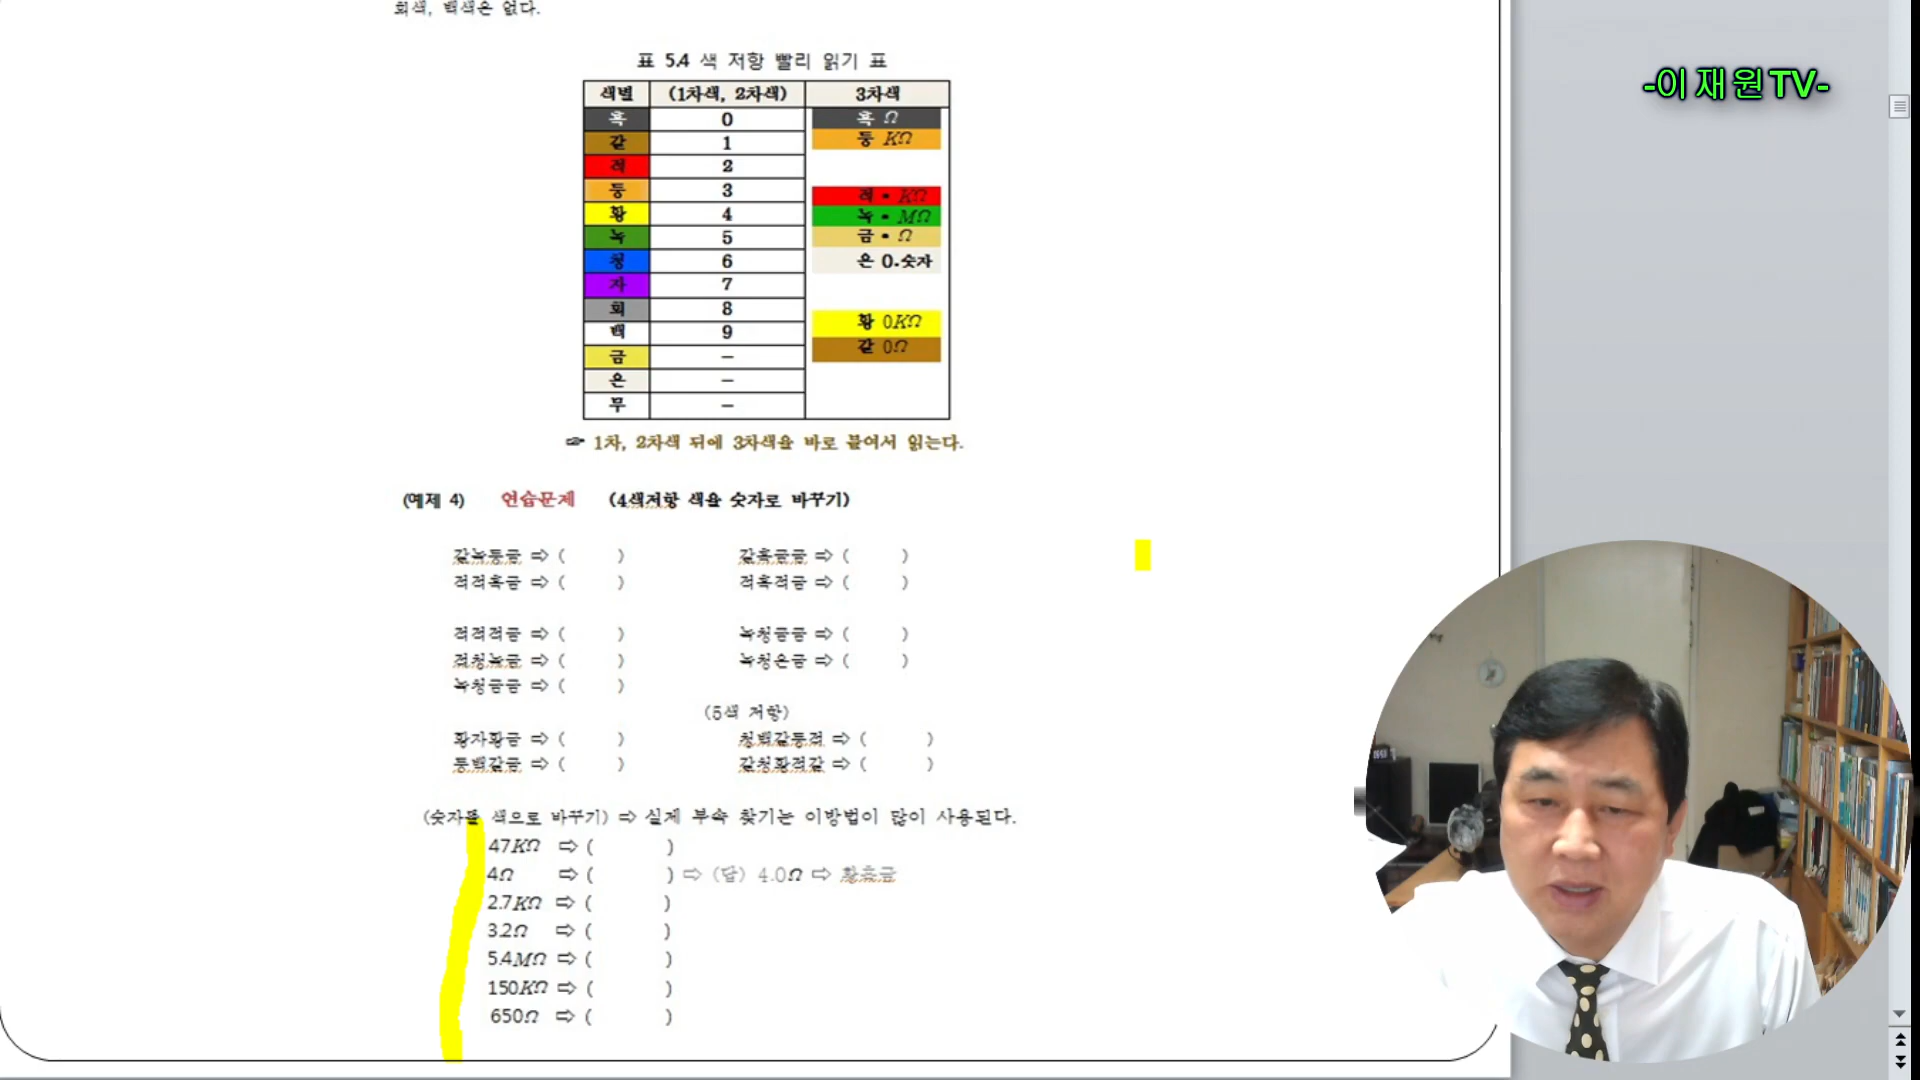 회색, 백색은 없다.
-이재원TV-
표 5.4 색 저항 빨리 읽기 표
색별 (1차색, 2차색) 3차색
흑 0 흑 Ω
갈 1 등 KΩ
적 2
등 3 적 • KΩ
황 4 녹 • MΩ
녹 5 금 • Ω
청 6 은 0.숫자
자 7
회 8 황 0KΩ
백 9 갈 0Ω
금 -
은 -
무 -
☞ 1차, 2차색 뒤에 3차색을 바로 붙여서 읽는다.
(예제 4) 연습문제 (4색저항 색을 숫자로 바꾸기)
갈녹등금 ⇨ ( ) 갈흑금금 ⇨ ( )
적적흑금 ⇨ ( ) 적흑적금 ⇨ ( )
적적적금 ⇨ ( ) 녹청금금 ⇨ ( )
적청녹금 ⇨ ( ) 녹청은금 ⇨ ( )
녹청금금 ⇨ ( )
(5색 저항)
황자황금 ⇨ ( ) 청백갈등적 ⇨ ( )
등백갈금 ⇨ ( ) 갈청황적갈 ⇨ ( )
(숫자를 색으로 바꾸기) ⇨ 실제 부속 찾기는 이방법이 많이 사용된다.
47KΩ ⇨ ( )
4Ω ⇨ ( ) ⇨ (답) 4.0Ω ⇨ 황흑금
2.7KΩ ⇨ ( )
3.2Ω ⇨ ( )
5.4MΩ ⇨ ( )
150KΩ ⇨ ( )
650Ω ⇨ ( )